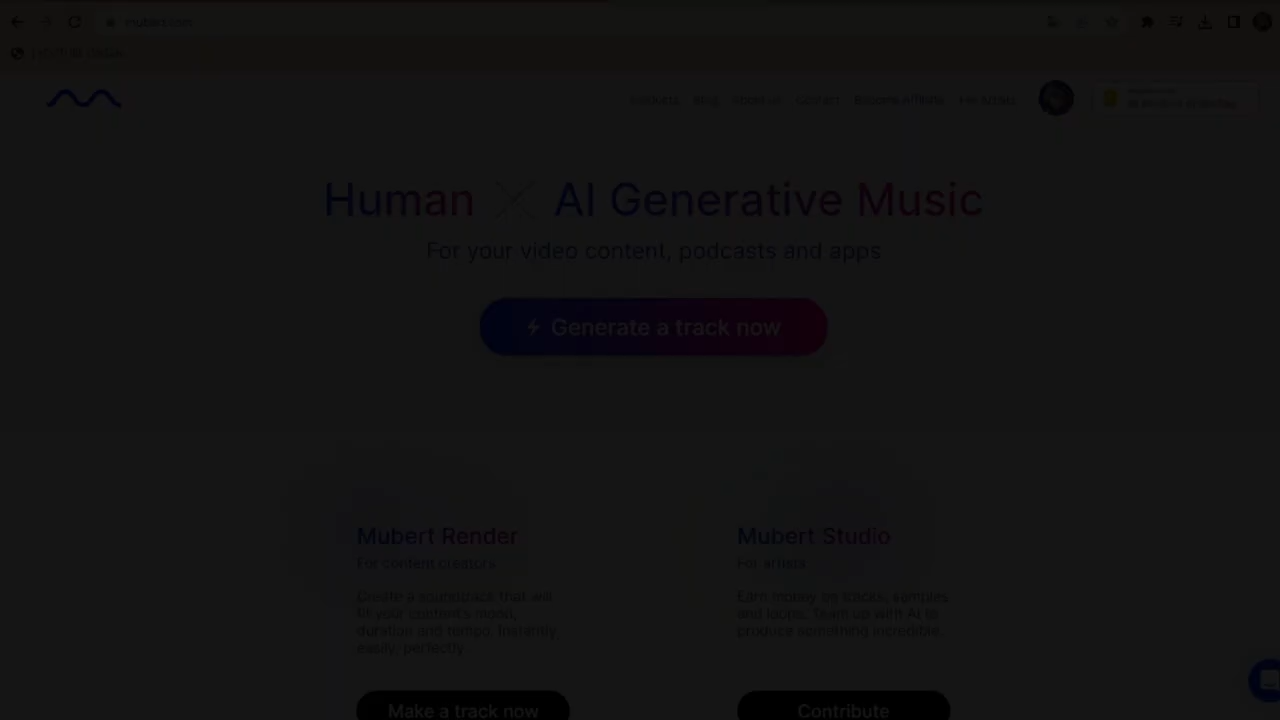 mubert.com
Products Blog About us Contact Become Affiliate For Artists
Human AI Generative Music
For your video content, podcasts and apps
Generate a track now
Mubert Render
For content creators
Create a soundtrack that will
fit your content's mood,
duration and tempo. Instantly,
easily, perfectly
Make a track now
Mubert Studio
For artists
Earn money on tracks, samples
and loops. Team up with AI to
produce something incredible.
Contribute